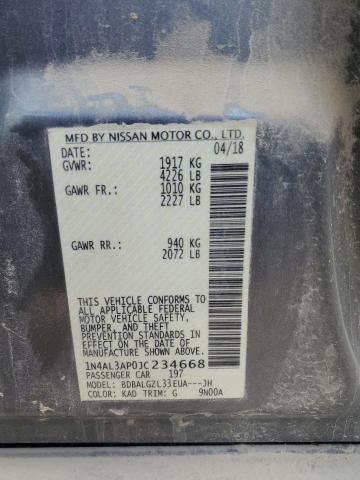 MFD BY NISSAN MOTOR CO., LTD.
DATE: 04/18
GVWR: 1917 KG
4226 LB
GAWR FR.: 1010 KG
2227 LB
GAWR RR.: 940 KG
2072 LB
THIS VEHICLE CONFORMS TO
ALL APPLICABLE FEDERAL
MOTOR VEHICLE SAFETY,
BUMPER, AND THEFT
PREVENTION STANDARDS IN
EFFECT ON THE DATE OF
MANUFACTURE SHOWN ABOVE.
1N4AL3AP0JC234668
PASSENGER CAR 197
MODEL: BDBALGZL33EUA---JH
COLOR: KAD TRIM: G 9N00A